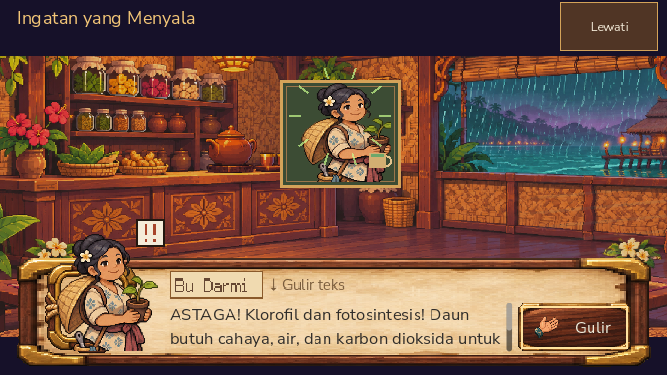 Ingatan yang Menyala
Lewati
!!
Bu Darmi
↓ Gulir teks
ASTAGA! Klorofil dan fotosintesis! Daun
butuh cahaya, air, dan karbon dioksida untuk
Gulir